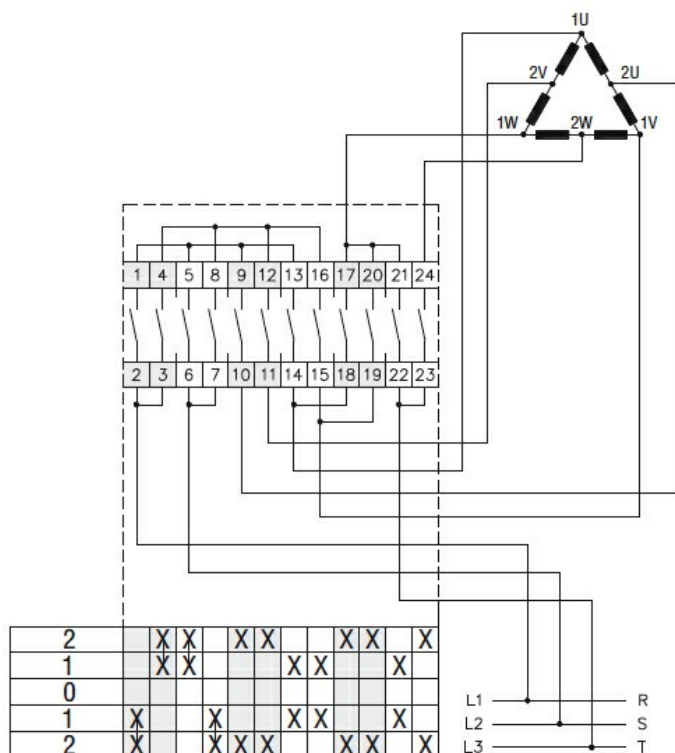 1U
2V 2U
1W 2W 1V
1 4 5 8 9 12 13 16 17 20 21 24
2 3 6 7 10 11 14 15 18 19 22 23
2 X X X X X X X
1 X X X X X
0
1 X X X X X
2 X X X X X X X
L1 R
L2 S
L3 T